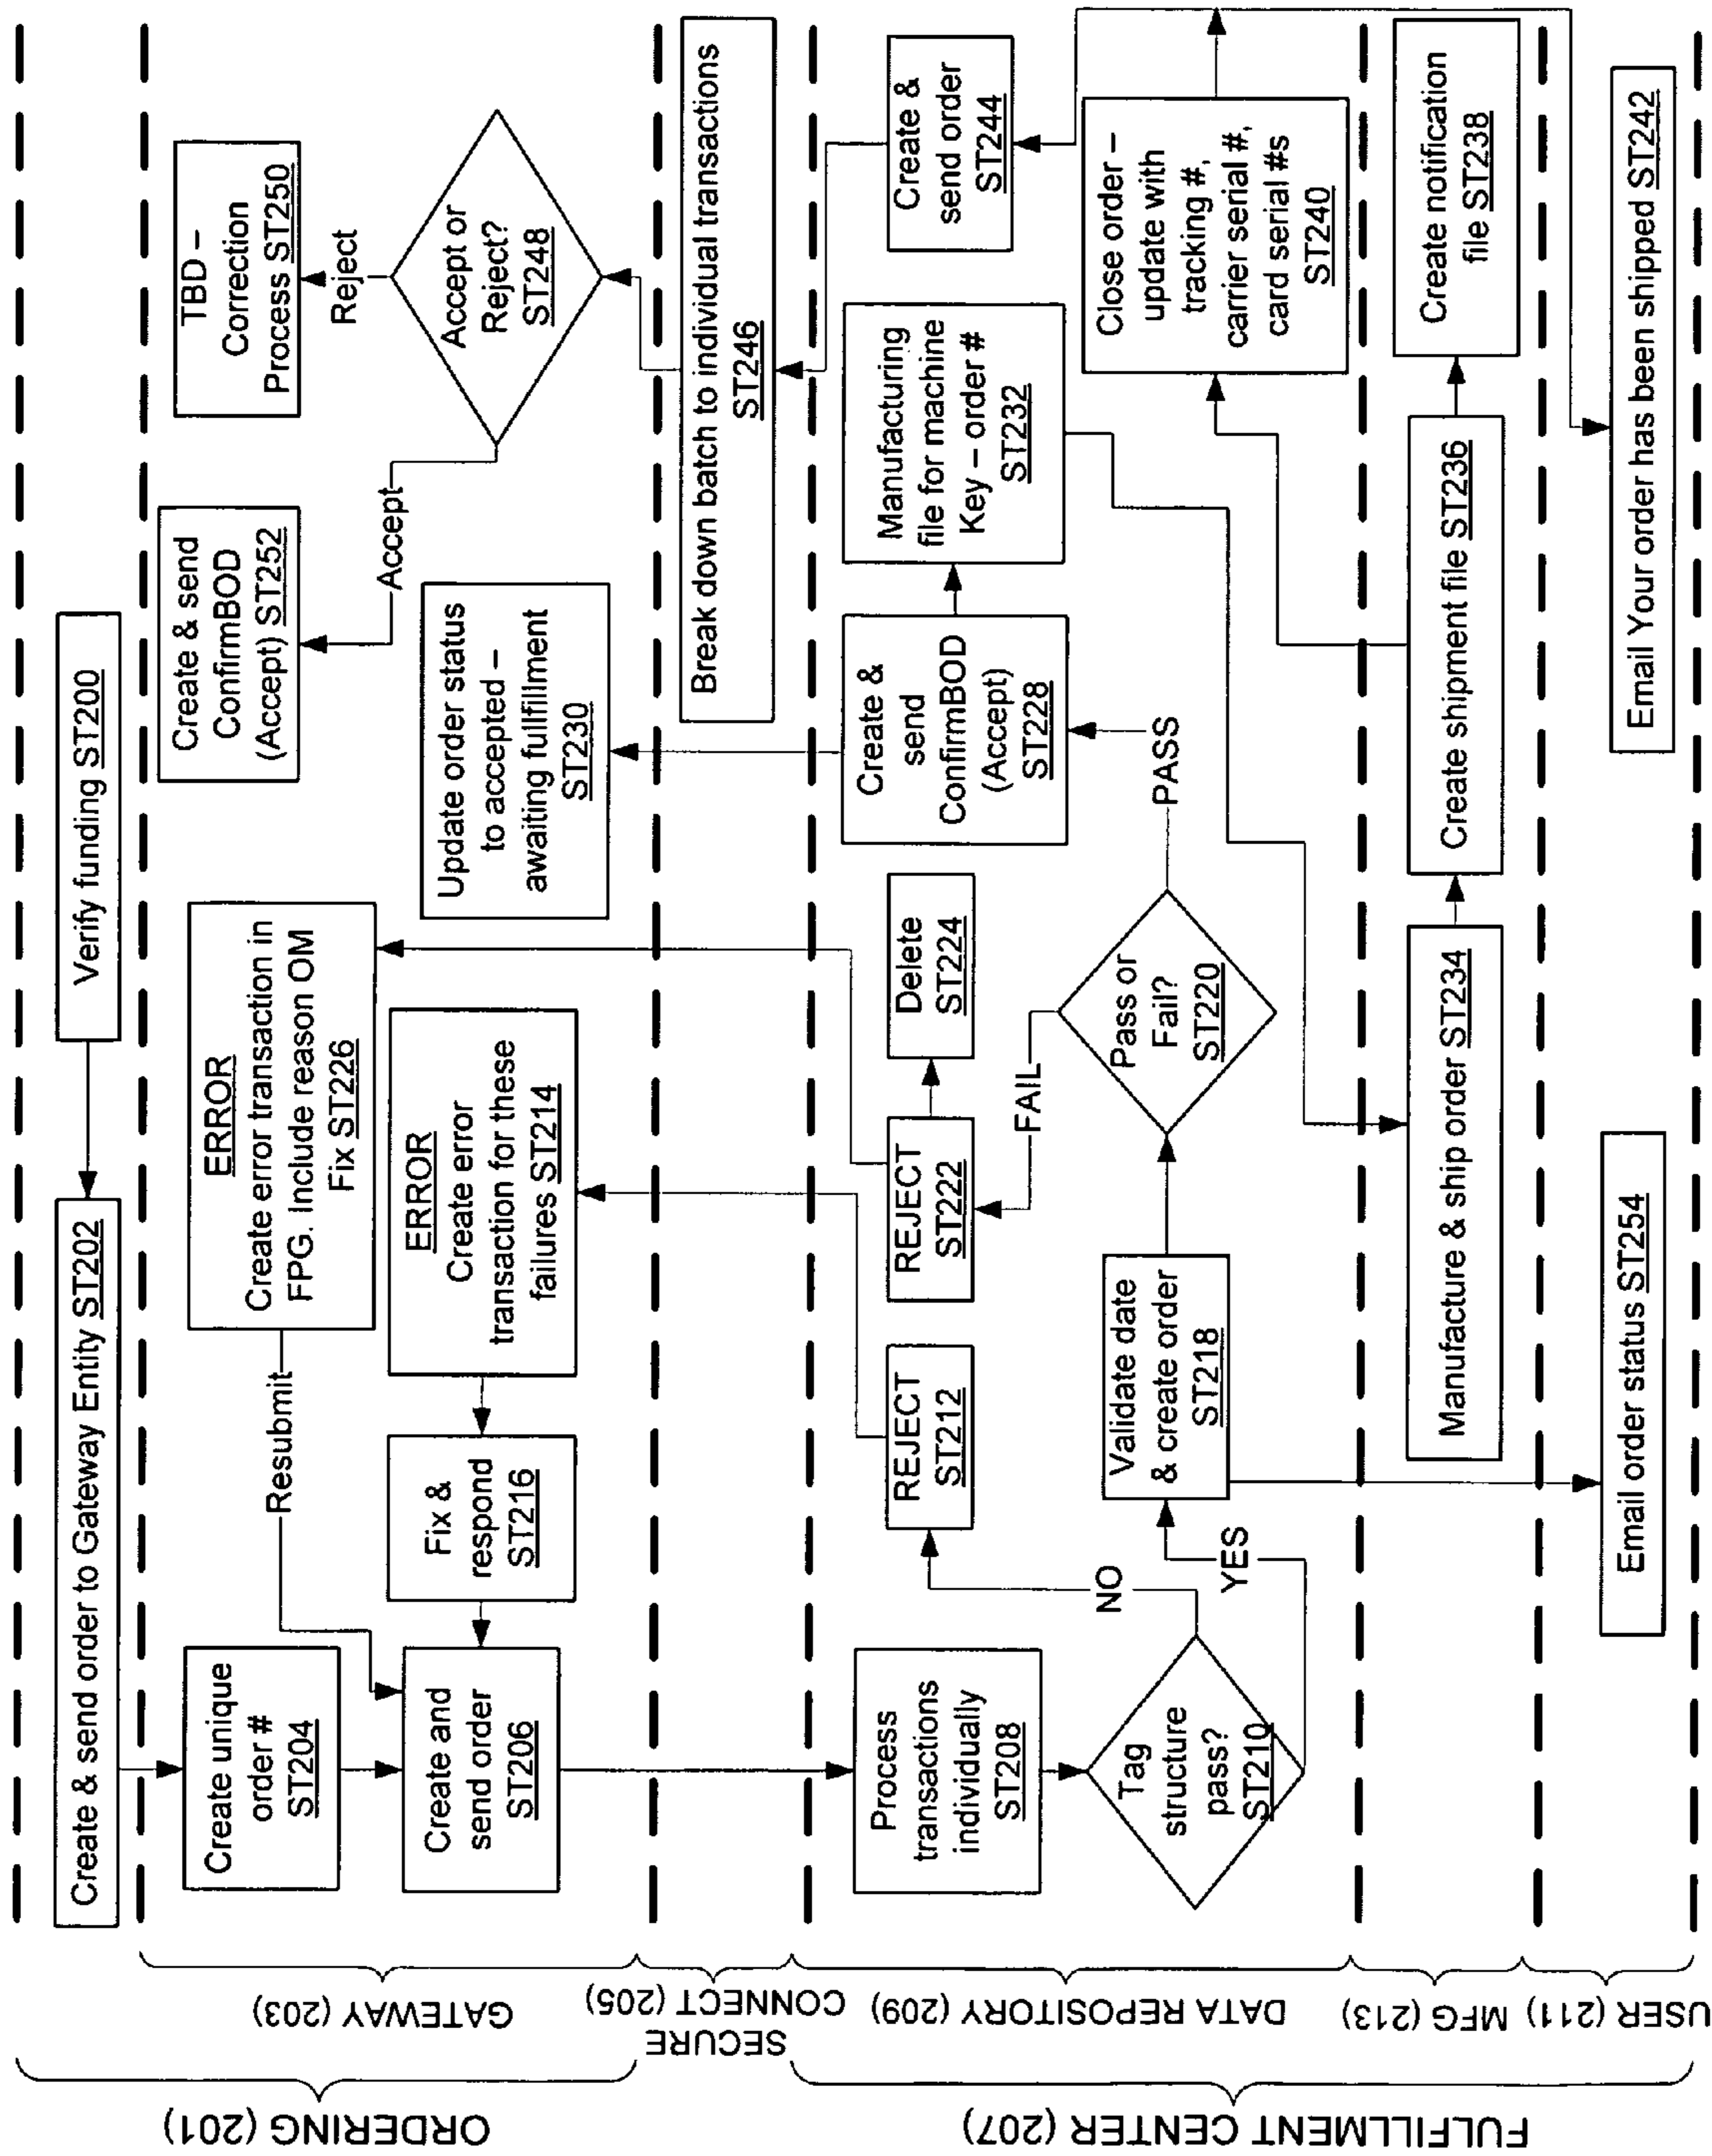 ORDERING (201)
GATEWAY (203)
SECURE
CONNECT (205)
FULFILLMENT CENTER (207)
DATA REPOSITORY (209)
MFG (213)
USER (211)
Verify funding ST200
Create & send order to Gateway Entity ST202
Create unique
order #
ST204
Create and
send order
ST206
Resubmit
Fix &
respond
ST216
ERROR
Create error transaction in
FPG. Include reason OM
Fix ST226
ERROR
Create error
transaction for these
failures ST214
Update order status
to accepted –
awaiting fullfillment
ST230
Create & send
ConfirmBOD
(Accept) ST252
Accept
TBD –
Correction
Process ST250
Reject
Accept or
Reject?
ST248
Break down batch to individual transactions
ST246
Process
transactions
individually
ST208
Tag
structure
pass?
ST210
NO
YES
REJECT
ST212
Validate date
& create order
ST218
REJECT
ST222
Delete
ST224
FAIL
Pass or
Fail?
ST220
PASS
Create &
send
ConfirmBOD
(Accept)
ST228
Manufacturing
file for machine
Key – order #
ST232
Create &
send order
ST244
Close order –
update with
tracking #,
carrier serial #,
card serial #s
ST240
Manufacture & ship order ST234
Create shipment file ST236
Create notification
file ST238
Email order status ST254
Email Your order has been shipped ST242